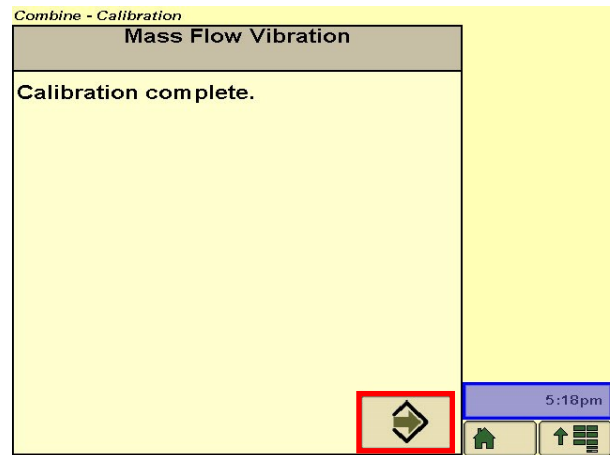 Combine - Calibration
Mass Flow Vibration
Calibration complete.
5:18pm